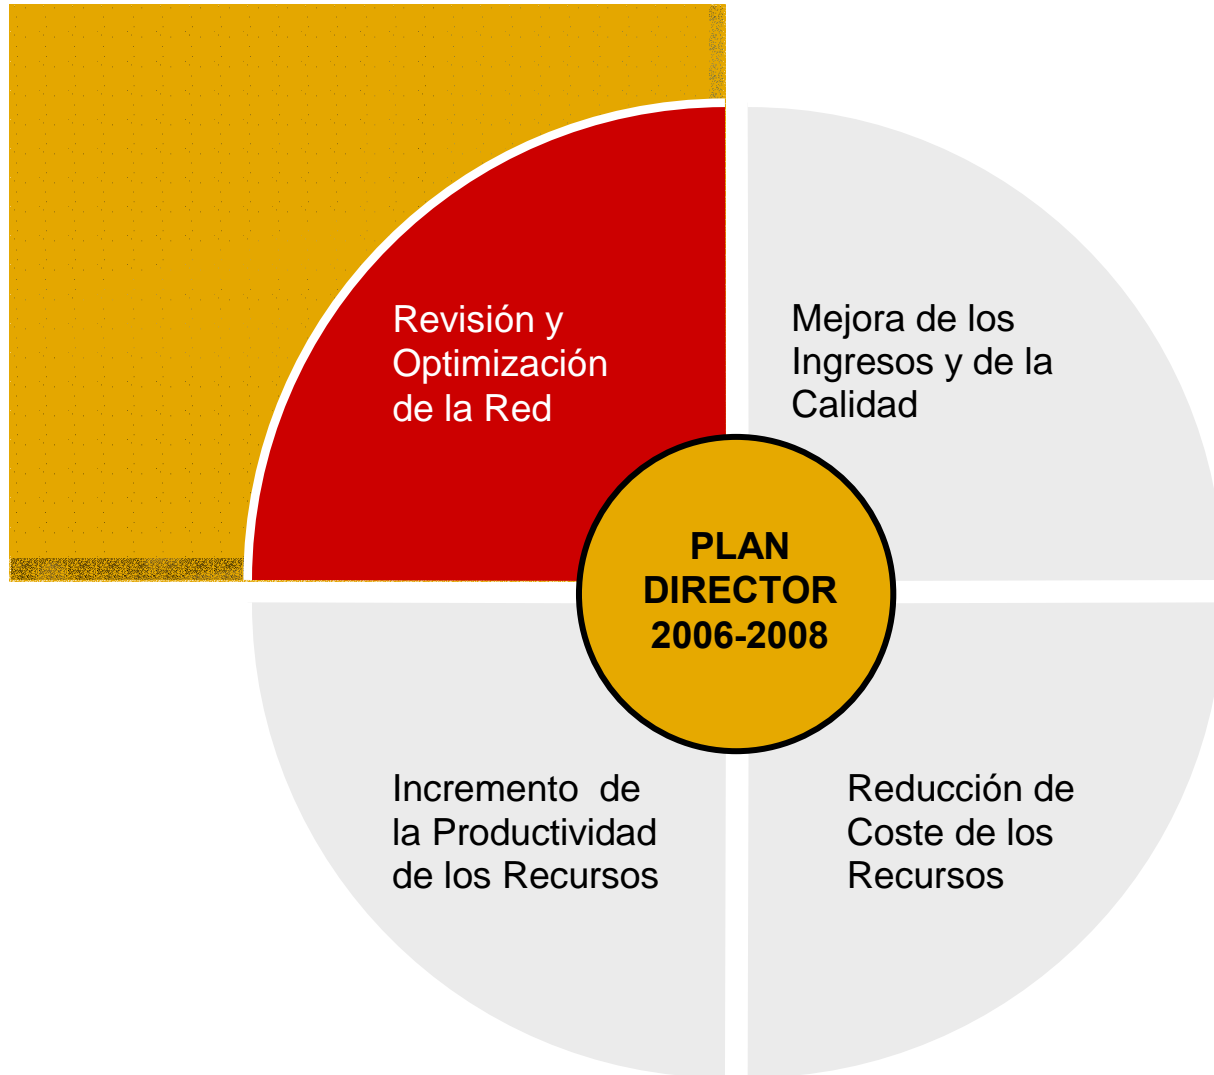 Revisión y
Optimización
de la Red
Mejora de los
Ingresos y de la
Calidad
PLAN
DIRECTOR
2006-2008
Incremento de
la Productividad
de los Recursos
Reducción de
Coste de los
Recursos